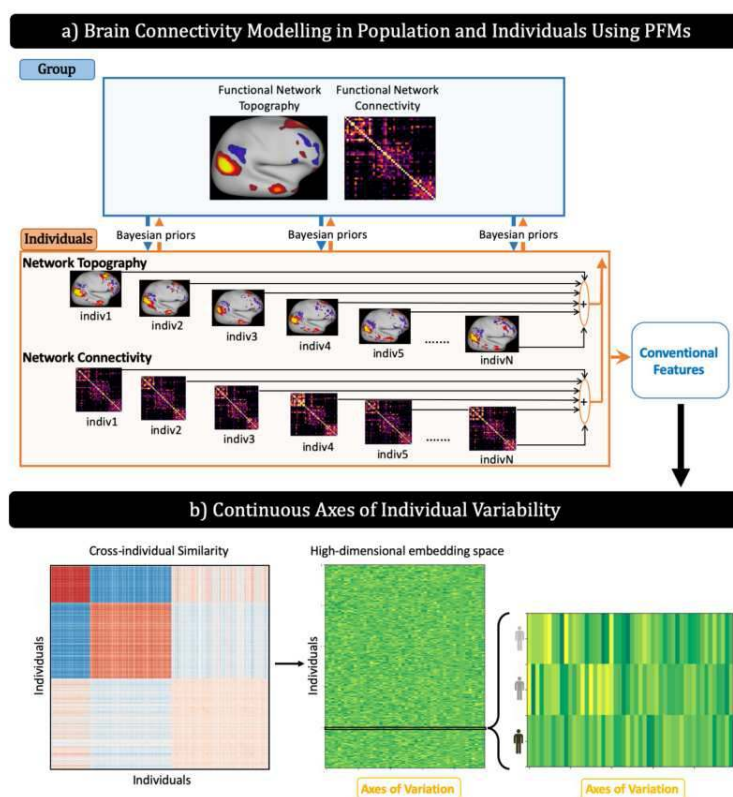 a) Brain Connectivity Modelling in Population and Individuals Using PFMs
Group
Functional Network
Topography
Functional Network
Connectivity
Individuals
Bayesian priors
Bayesian priors
Bayesian priors
Network Topography
indiv1
indiv2
indiv3
indiv4
indiv5
.......
indivN
+
Network Connectivity
indiv1
indiv2
indiv3
indiv4
indiv5
.......
indivN
+
Conventional
Features
b) Continuous Axes of Individual Variability
Cross-individual Similarity
High-dimensional embedding space
Individuals
Individuals
Individuals
Axes of Variation
Axes of Variation